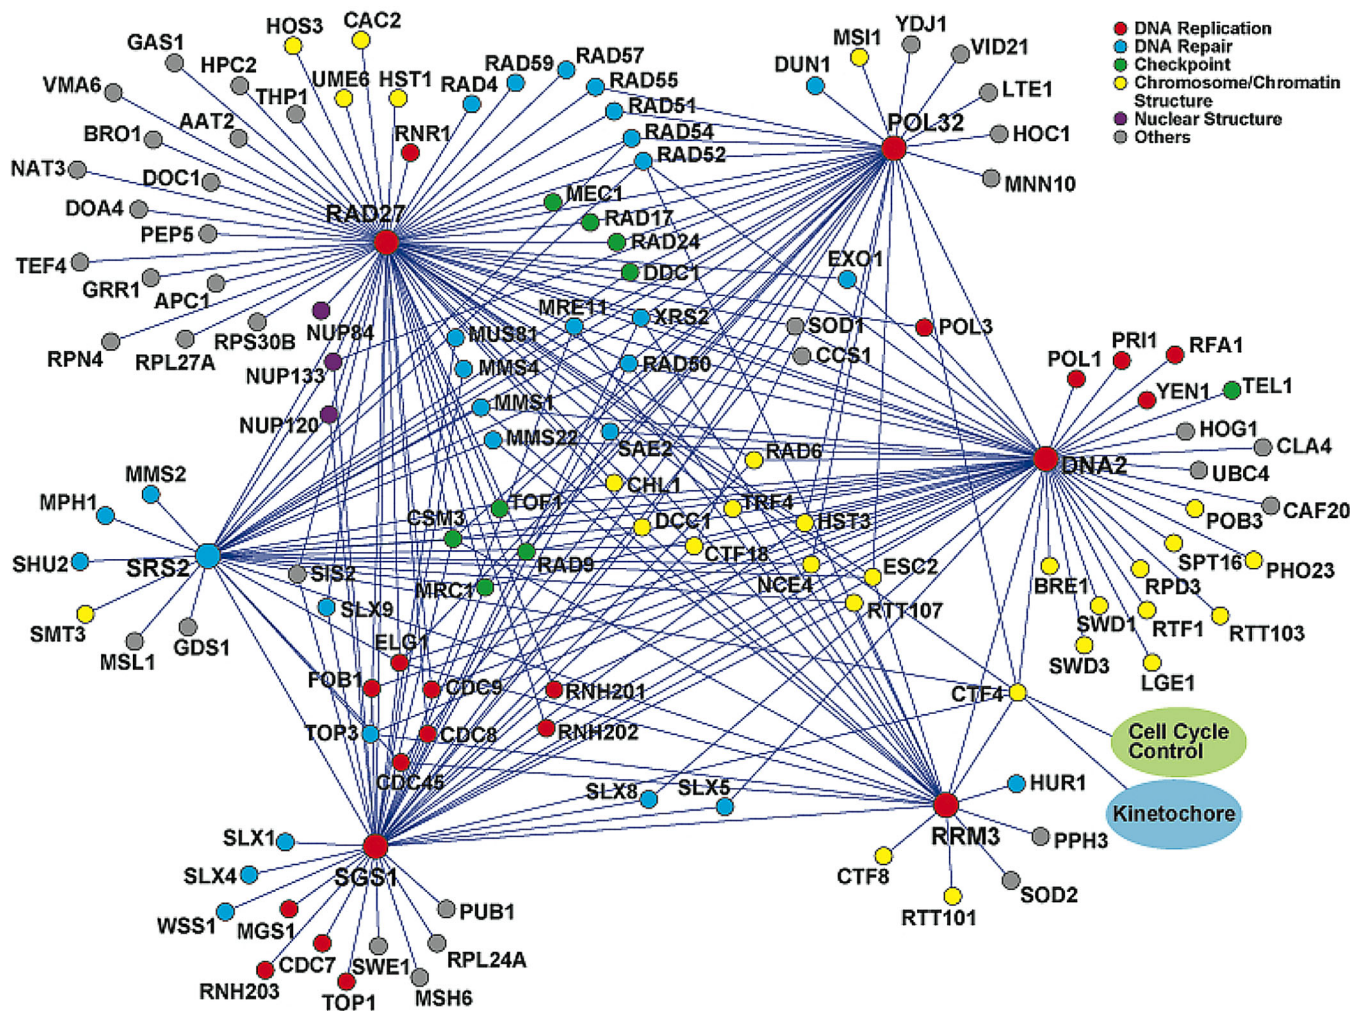 HOS3
CAC2
GAS1
HPC2
UME6
HST1
VMA6
THP1
RAD4
RAD59
RAD57
RAD55
RAD51
RAD54
RAD52
BRO1
AAT2
RNR1
NAT3
DOC1
DOA4
RAD27
PEP5
TEF4
GRR1
APC1
RPN4
RPL27A
RPS30B
NUP84
NUP133
NUP120
MSI1
YDJ1
VID21
DUN1
LTE1
POL32
HOC1
MNN10
DNA Replication
DNA Repair
Checkpoint
Chromosome/Chromatin
Structure
Nuclear Structure
Others
MEC1
RAD17
RAD24
DDC1
EXO1
MRE11
XRS2
SOD1
POL3
MUS81
CCS1
MMS4
RAD50
MMS1
MMS22
SAE2
RAD6
CHL1
TRF4
HST3
TOF1
CSM3
DCC1
CTF18
RAD9
NCE4
ESC2
MRC1
RTT107
POL1
PRI1
RFA1
YEN1
TEL1
HOG1
CLA4
DNA2
UBC4
CAF20
POB3
SPT16
PHO23
BRE1
RPD3
SWD1
RTF1
RTT103
SWD3
LGE1
CTF4
MMS2
MPH1
SHU2
SRS2
SMT3
MSL1
GDS1
SIS2
SLX9
ELG1
FOB1
CDC9
RNH201
TOP3
CDC8
RNH202
CDC45
Cell Cycle
Control
Kinetochore
SLX8
SLX5
HUR1
RRM3
PPH3
CTF8
SOD2
RTT101
SLX1
SLX4
SGS1
WSS1
MGS1
PUB1
CDC7
SWE1
RPL24A
RNH203
TOP1
MSH6